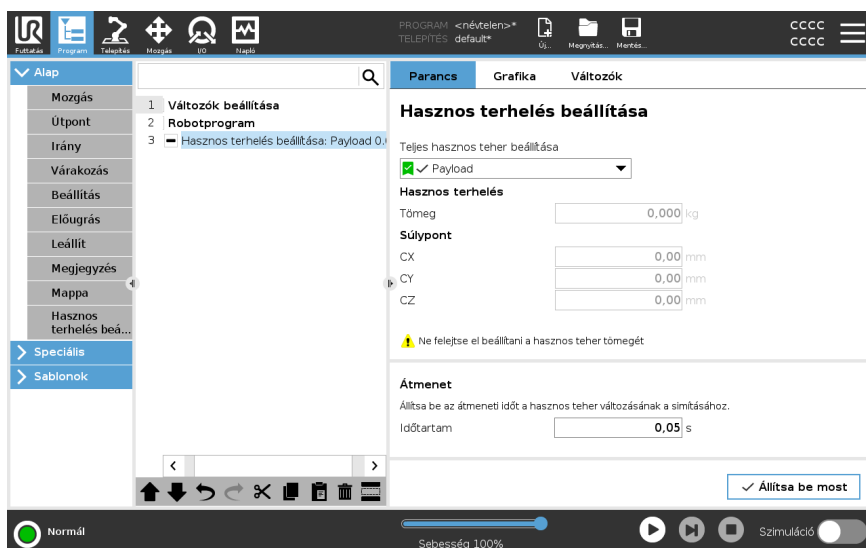 UR
Futtatás
Program
Telepítés
Mozgás
I/O
Napló
PROGRAM <névtelen>*
TELEPÍTÉS default*
Új...
Megnyitás...
Mentés...
CCCC
CCCC
Alap
Mozgás
Útpont
Irány
Várakozás
Beállítás
Előugrás
Leállít
Megjegyzés
Mappa
Hasznos
terhelés beá...
Speciális
Sablonok
1 Változók beállítása
2 Robotprogram
3 Hasznos terhelés beállítása: Payload 0.0
Parancs
Grafika
Változók
Hasznos terhelés beállítása
Teljes hasznos teher beállítása
Payload
Hasznos terhelés
Tömeg 0,000 kg
Súlypont
CX 0,00 mm
CY 0,00 mm
CZ 0,00 mm
Ne felejtse el beállítani a hasznos teher tömegét
Átmenet
Állítsa be az átmeneti időt a hasznos teher változásának a simításához.
Időtartam 0,05 s
Állítsa be most
Normál
Sebesség 100%
Szimuláció